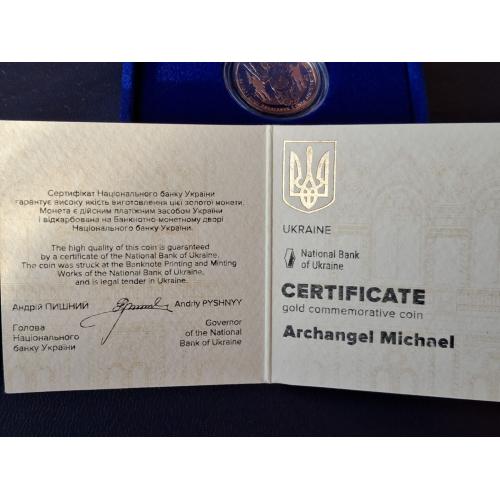 Сертифікат Національного банку України
гарантує високу якість виготовлення цієї золотої монети.
Монета є дійсним платіжним засобом України
і відкарбована на Банкнотно-монетному дворі
Національного банку України.
The high quality of this coin is guaranteed
by a certificate of the National Bank of Ukraine.
The coin was struck at the Banknote Printing and Minting
Works of the National Bank of Ukraine,
and is legal tender in Ukraine.
Андрій ПИШНИЙ
Andriy PYSHNYY
Голова
Національного
банку України
Governor
of the National
Bank of Ukraine
UKRAINE
National Bank
of Ukraine
CERTIFICATE
gold commemorative coin
Archangel Michael